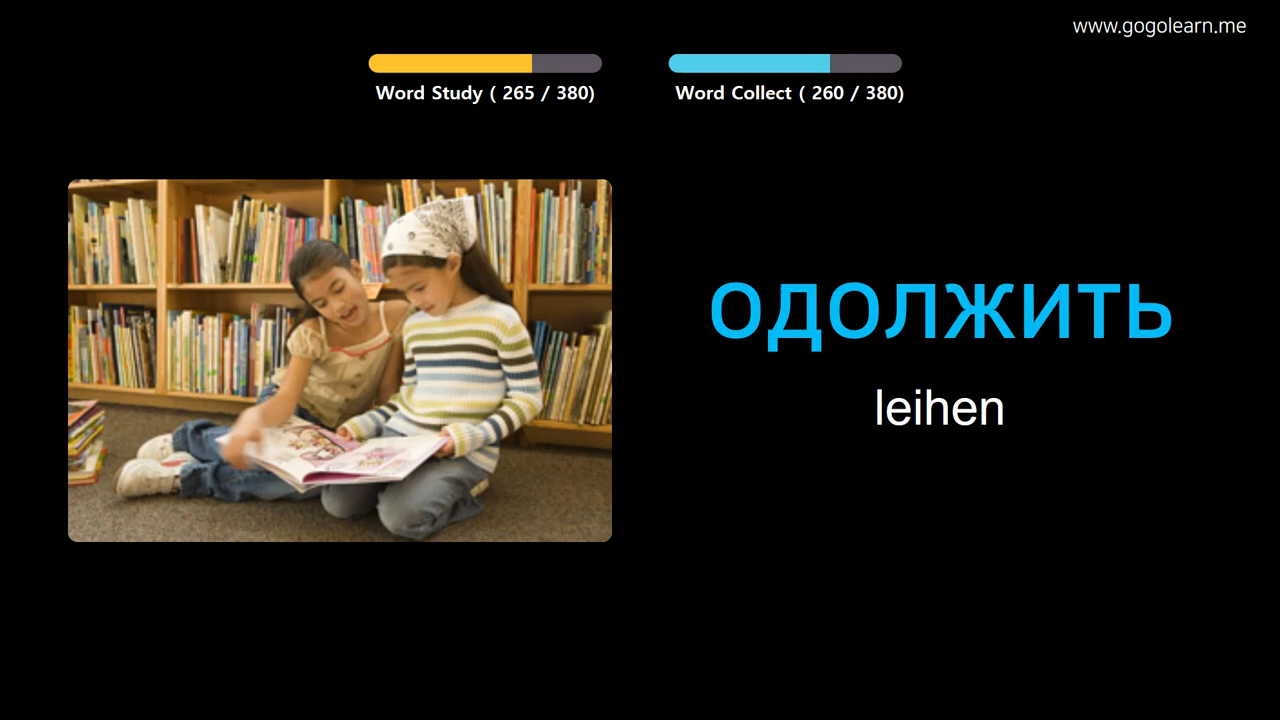 www.gogolearn.me
Word Study ( 265 / 380)
Word Collect ( 260 / 380)
одолжить
leihen